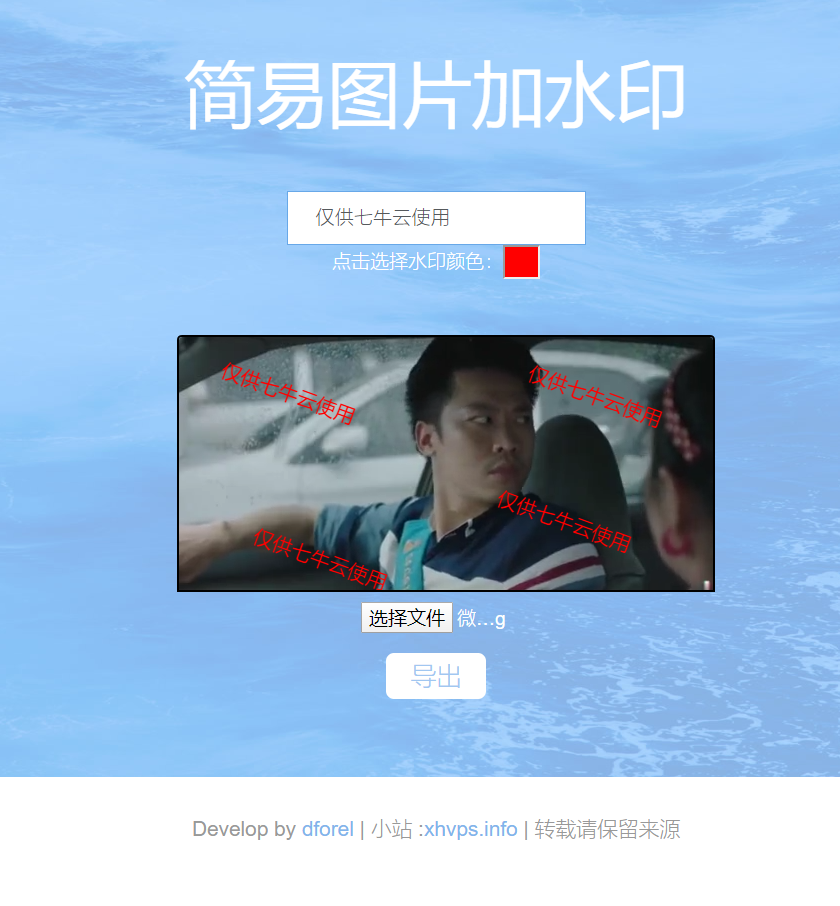 简易图片加水印
仅供七牛云使用
点击选择水印颜色：
仅供七牛云使用
仅供七牛云使用
仅供七牛云使用
仅供七牛云使用
选择文件 微...g
导出
Develop by dforel | 小站 :xhvps.info | 转载请保留来源